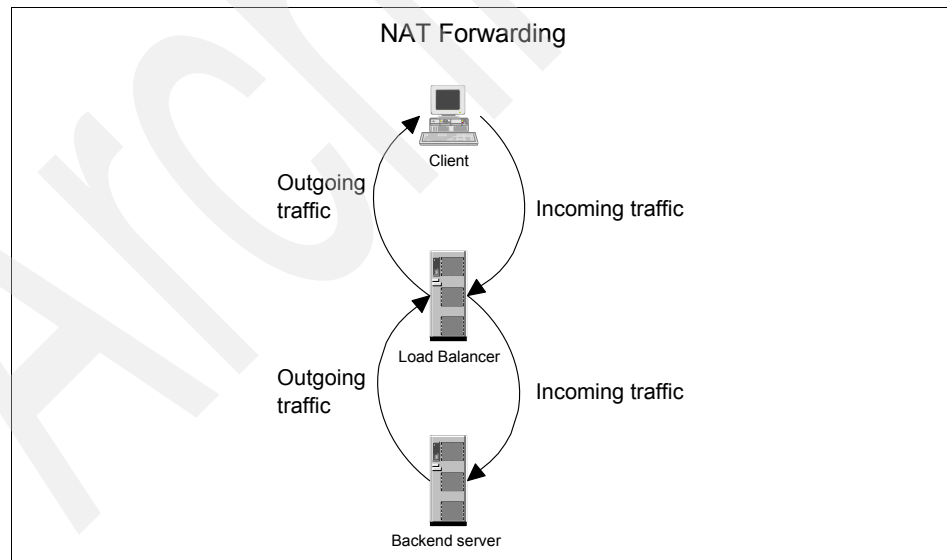 NAT Forwarding
Client
Outgoing
traffic
Incoming traffic
Load Balancer
Outgoing
traffic
Incoming traffic
Backend server